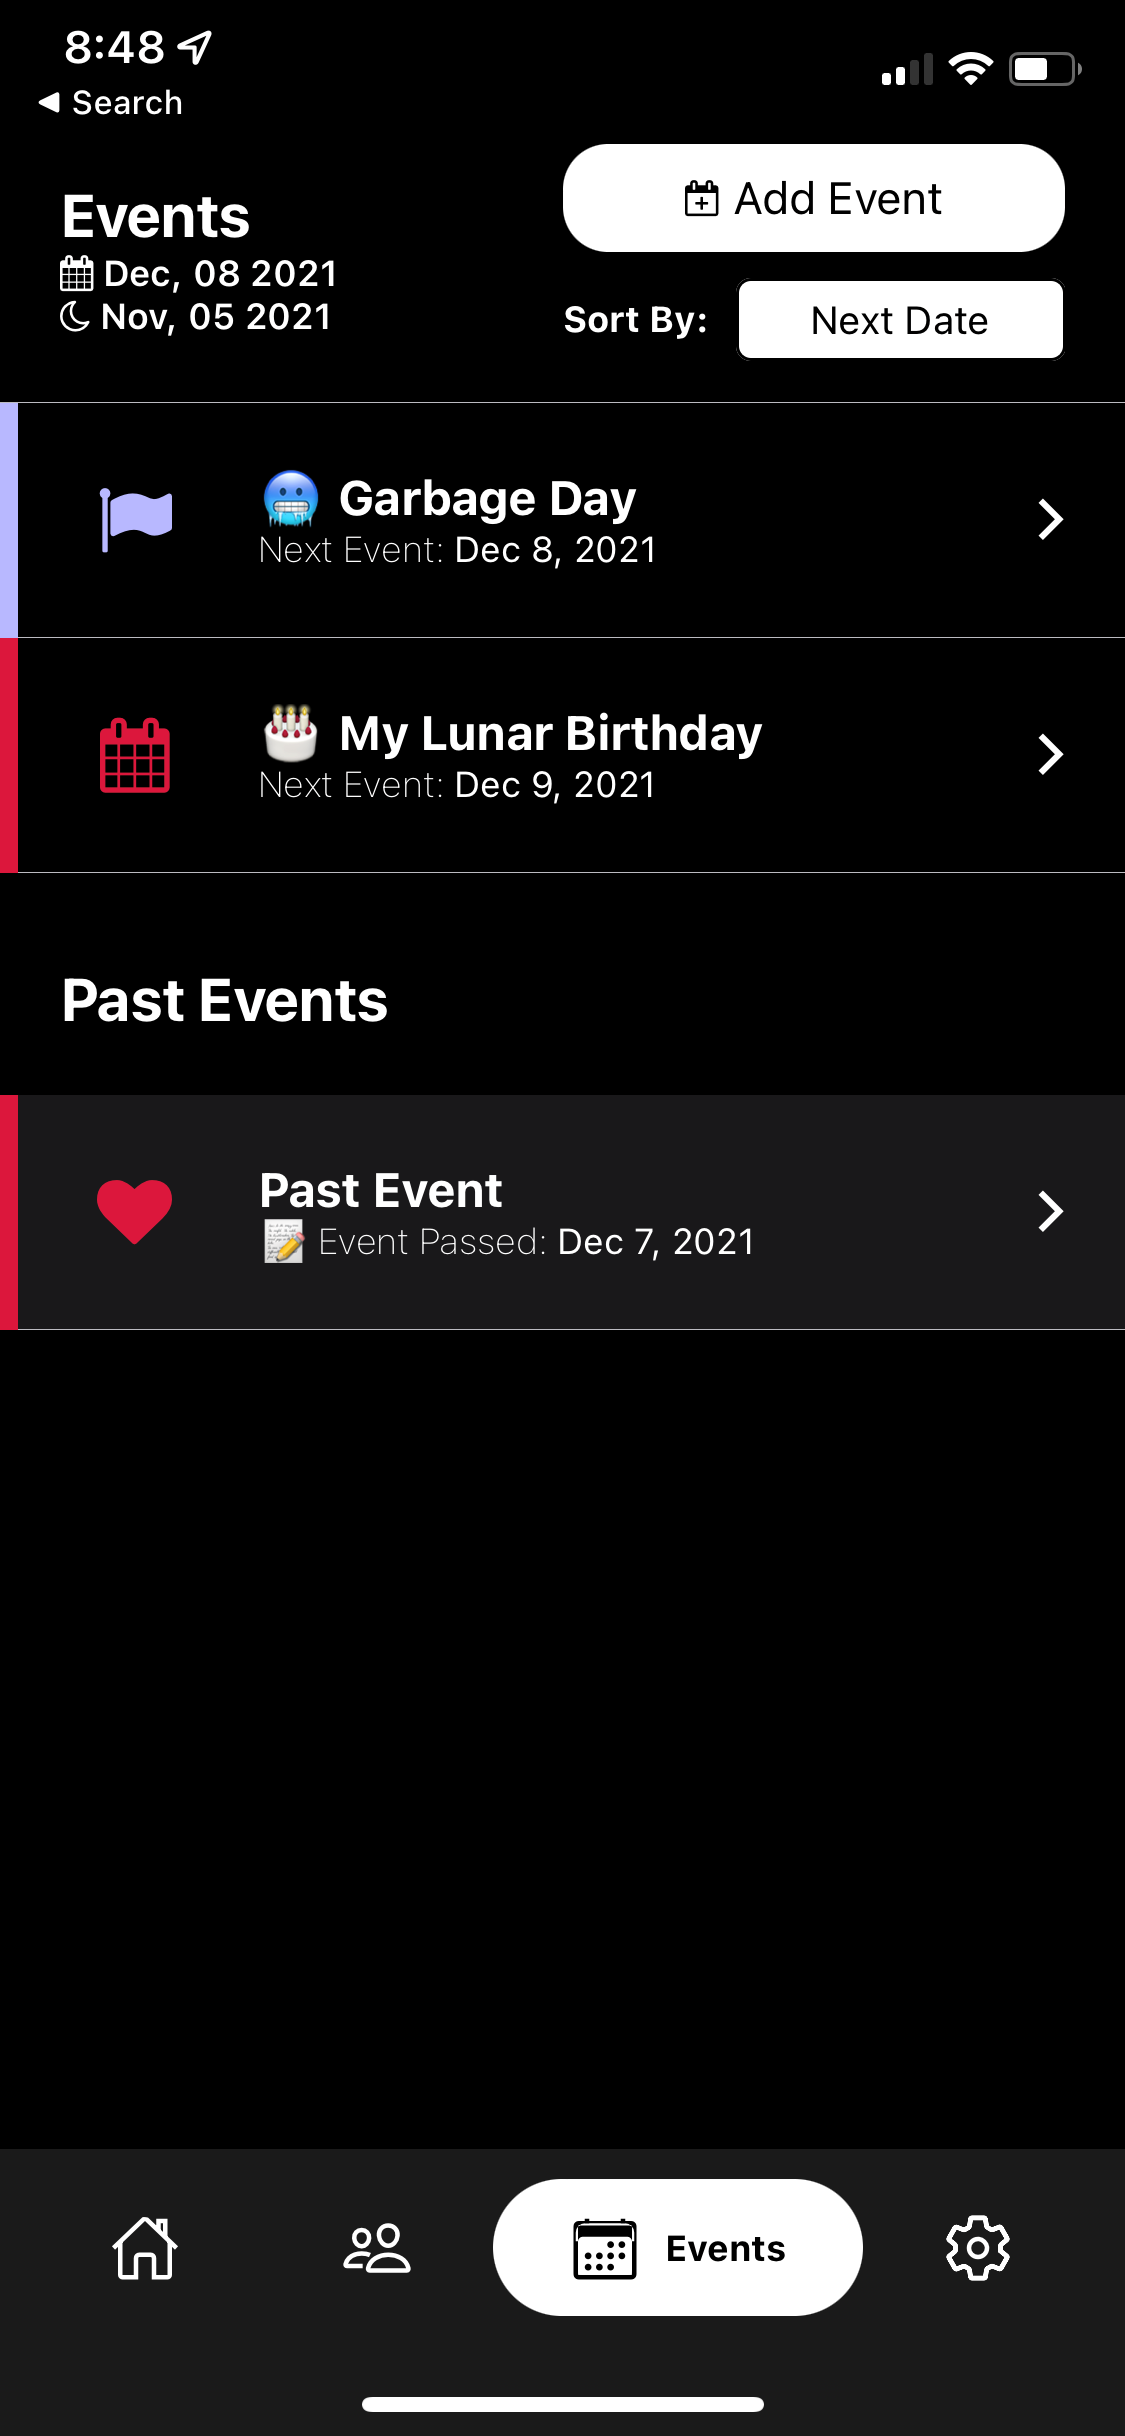 8:48
Search
Events
Dec, 08 2021
Nov, 05 2021
Add Event
Sort By:
Next Date
Garbage Day
Next Event: Dec 8, 2021
My Lunar Birthday
Next Event: Dec 9, 2021
Past Events
Past Event
Event Passed: Dec 7, 2021
Events